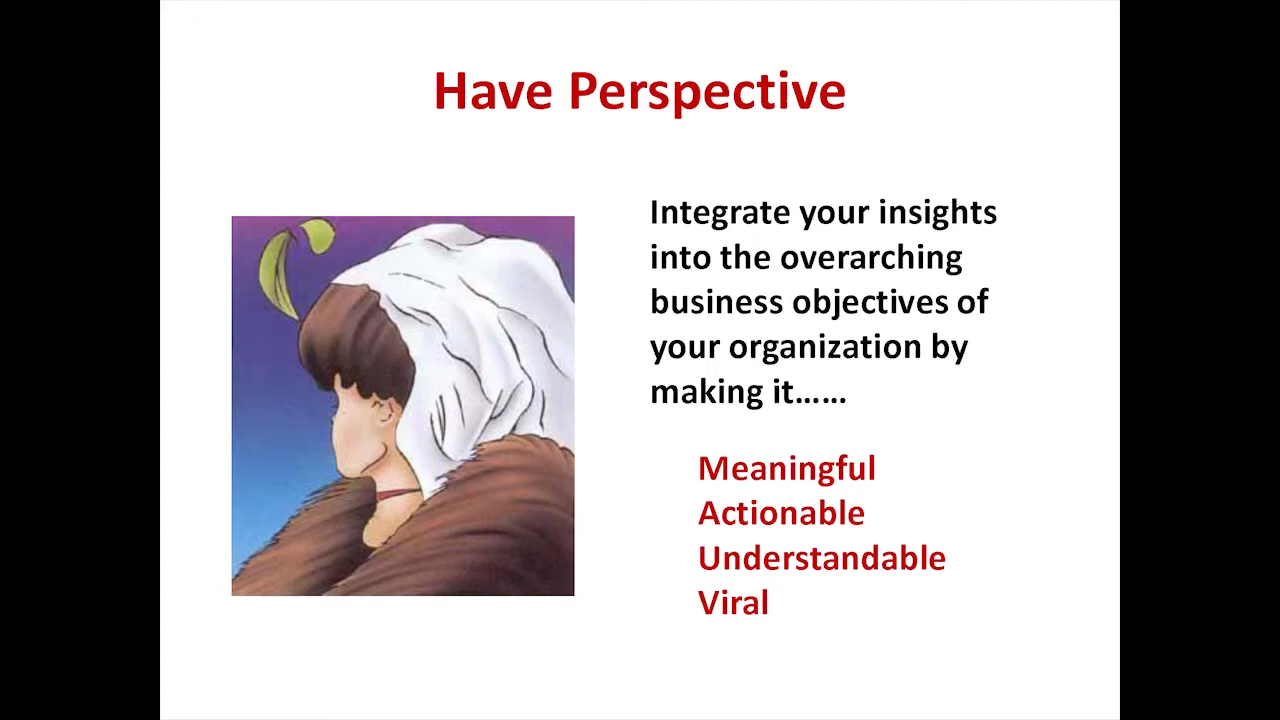 Have Perspective
Integrate your insights
into the overarching
business objectives of
your organization by
making it……
Meaningful
Actionable
Understandable
Viral